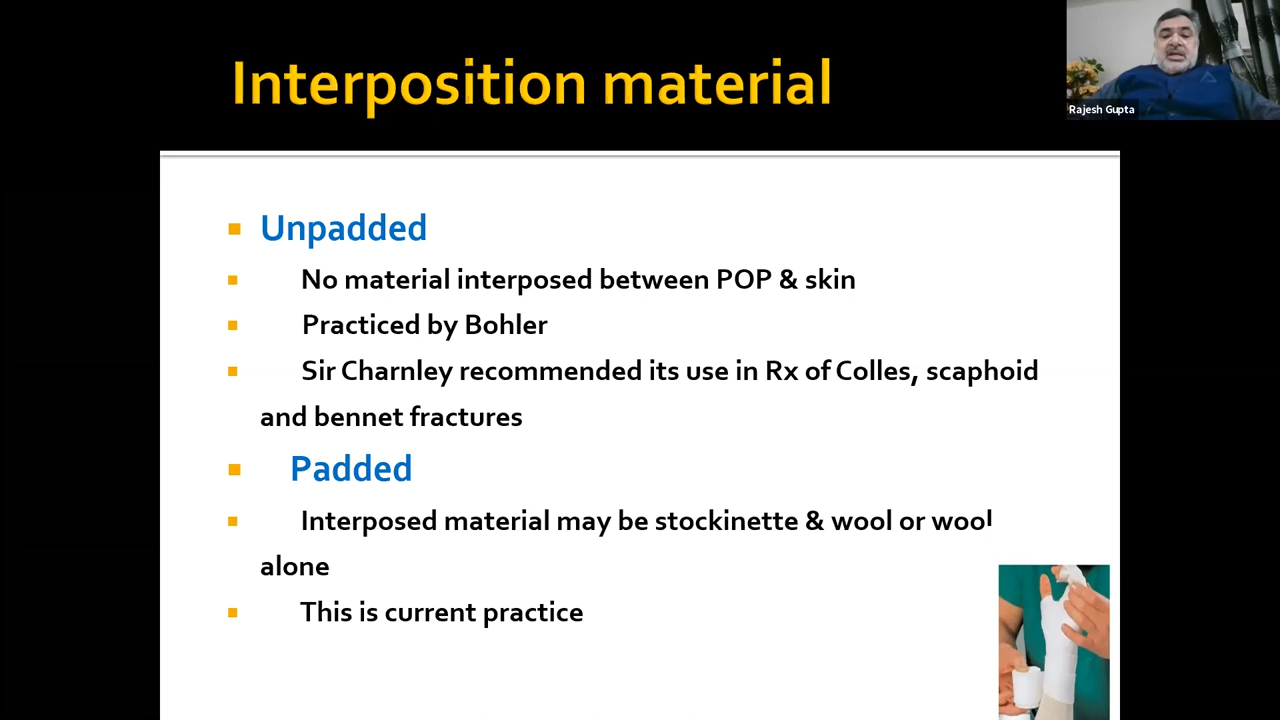 Interposition material
Rajesh Gupta
Unpadded
No material interposed between POP & skin
Practiced by Bohler
Sir Charnley recommended its use in Rx of Colles, scaphoid
and bennet fractures
Padded
Interposed material may be stockinette & wool or wool
alone
This is current practice